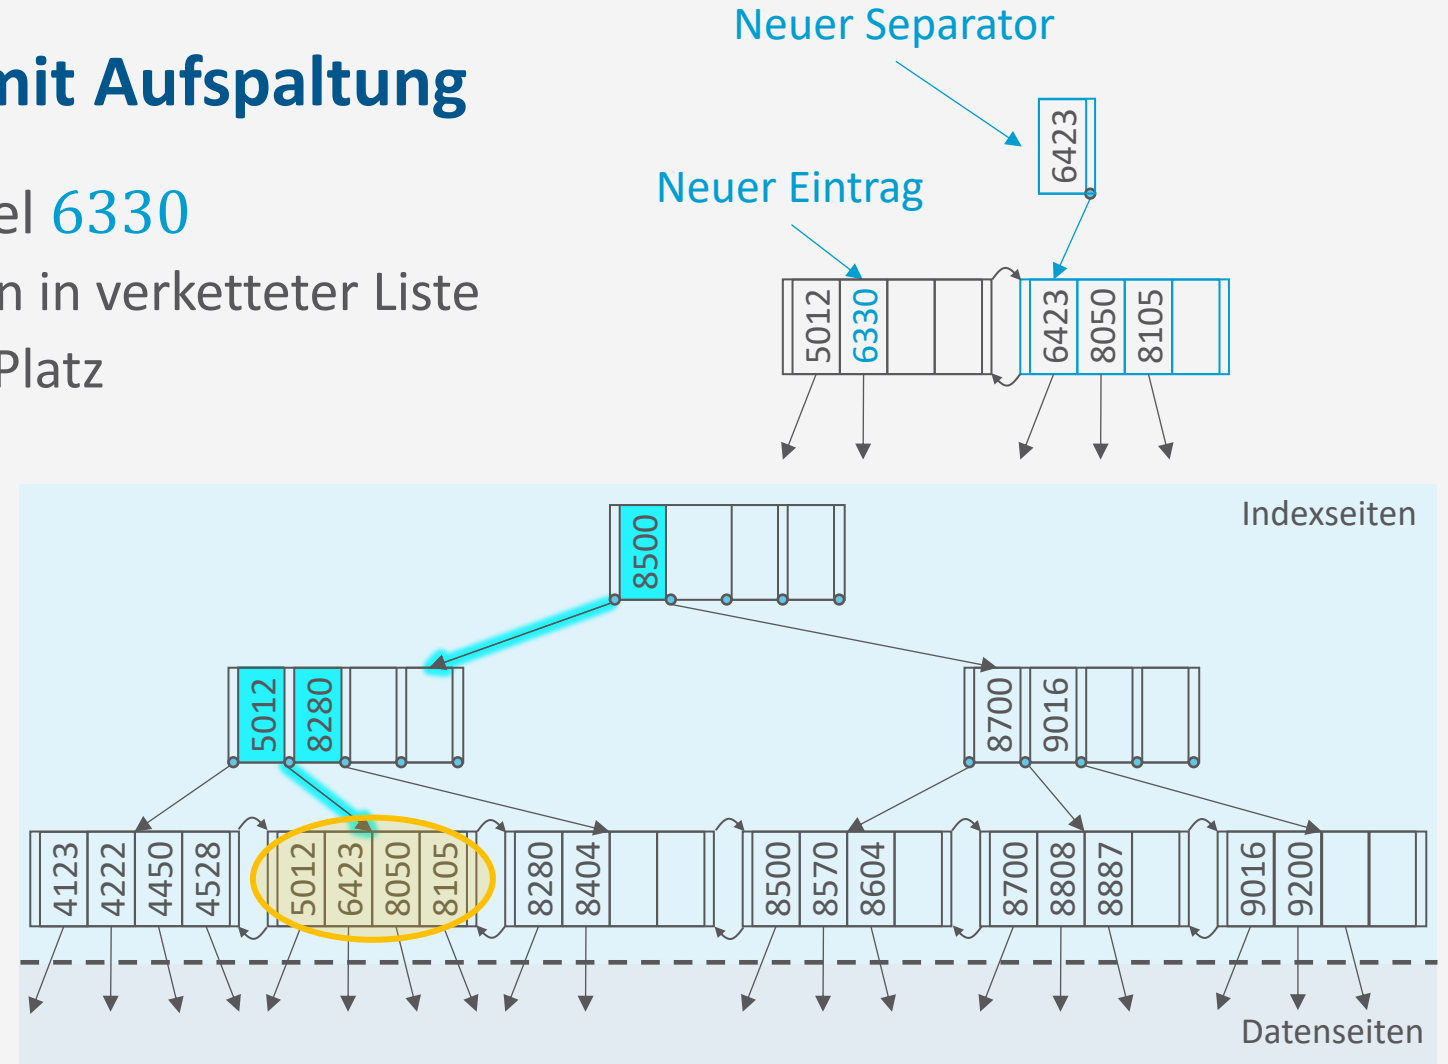 Neuer Separator
mit Aufspaltung
6423
Neuer Eintrag
el 6330
n in verketteter Liste
Platz
5012 6330 6423 8050 8105
Indexseiten
8500
5012 8280 8700 9016
4123 4222 4450 4528 5012 6423 8050 8105 8280 8404 8500 8570 8604 8700 8808 8887 9016 9200
Datenseiten